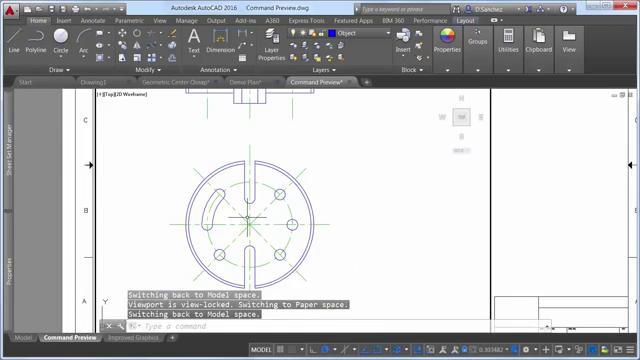 Autodesk AutoCAD 2016 Command Preview.dwg
Type a keyword or phrase
D.Sanchez
Home Insert Annotate Parametric View Manage Output Add-ins A360 Express Tools Featured Apps BIM 360 Performance Layout
Line Polyline Circle Arc Text Dimension Layer Properties Object Insert Properties Groups Utilities Clipboard View
Draw Modify Annotation Layers Block
Start Drawing1 Geometric Center Osnap* Demo Plan* Command Preview*
[+][Top][2D Wireframe]
Sheet Set Manager
Properties
C
B
A
C
B
A
N
W TOP E
S
WCS
Y
Switching back to Model space.
Viewport is view-locked. Switching to Paper space.
Switching back to Model space.
Type a command
Model Command Preview Improved Graphics
MODEL 0.303482